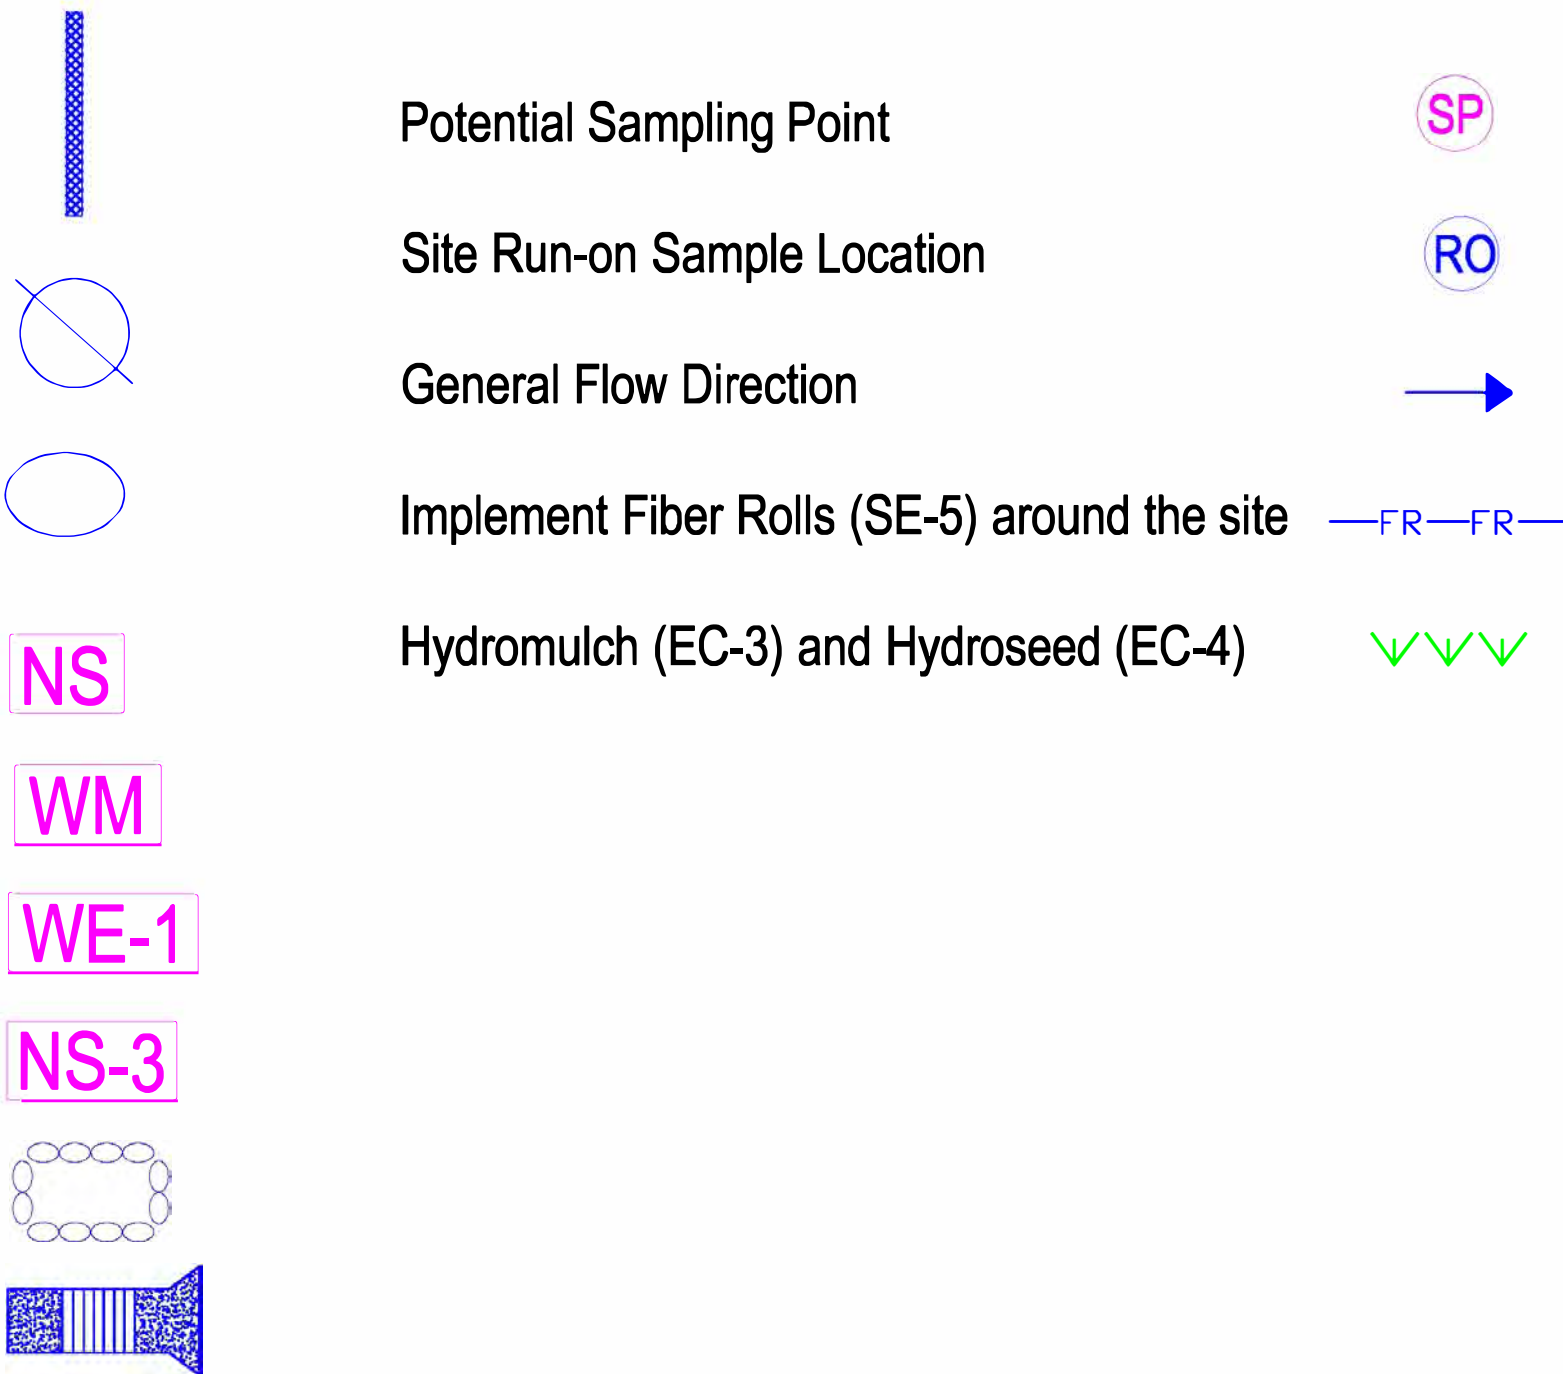 Potential Sampling Point SP
Site Run-on Sample Location RO
General Flow Direction
Implement Fiber Rolls (SE-5) around the site FR FR
Hydromulch (EC-3) and Hydroseed (EC-4)
NS
WM
WE-1
NS-3